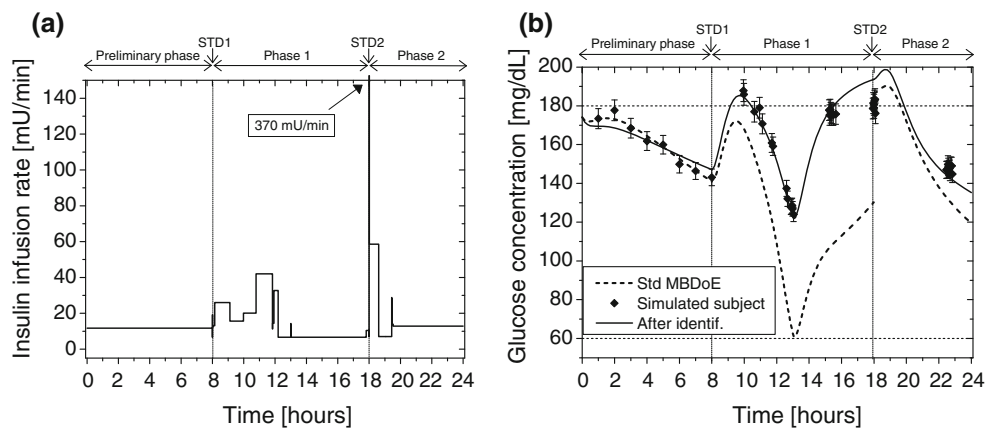 (a)
STD1
STD2
Preliminary phase
Phase 1
Phase 2
Insulin infusion rate [mU/min]
140
120
100
80
60
40
20
0
370 mU/min
0 2 4 6 8 10 12 14 16 18 20 22 24
Time [hours]
(b)
STD1
STD2
Preliminary phase
Phase 1
Phase 2
Glucose concentration [mg/dL]
200
180
160
140
120
100
80
60
Std MBDoE
Simulated subject
After identif.
0 2 4 6 8 10 12 14 16 18 20 22 24
Time [hours]